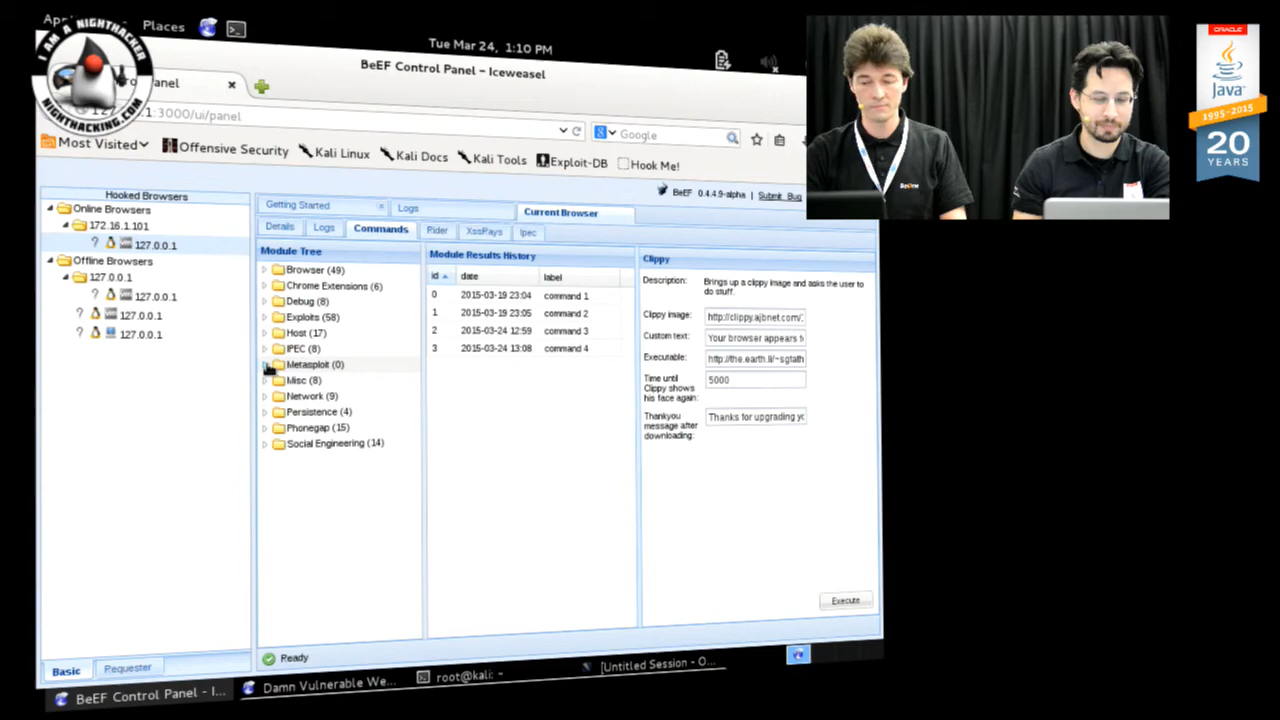 Places
Tue Mar 24, 1:10 PM
BeEF Control Panel - Iceweasel
I AM A NIGHTHACKER
NIGHTHACKING.COM
:3000/ui/panel
Google
Most Visited
Offensive Security
Kali Linux
Kali Docs
Kali Tools
Exploit-DB
Hook Me!
BeEF 0.4.4.9-alpha | Submit Bug
Hooked Browsers
Online Browsers
172.16.1.101
127.0.0.1
Offline Browsers
127.0.0.1
127.0.0.1
127.0.0.1
127.0.0.1
Getting Started
Logs
Current Browser
Details
Logs
Commands
Rider
XssRays
Ipec
Module Tree
Browser (49)
Chrome Extensions (6)
Debug (8)
Exploits (58)
Host (17)
IPEC (8)
Metasploit (0)
Misc (8)
Network (9)
Persistence (4)
Phonegap (15)
Social Engineering (14)
Module Results History
id date label
0 2015-03-19 23:04 command 1
1 2015-03-19 23:05 command 2
2 2015-03-24 12:59 command 3
3 2015-03-24 13:08 command 4
Clippy
Description: Brings up a clippy image and asks the user to
do stuff.
Clippy image: http://clippy.ajbnet.com/
Custom text: Your browser appears
Executable: http://the.earth.li/~sgtath
Time until
Clippy shows
his face again:
5000
Thankyou
message after
downloading:
Thanks for upgrading
Execute
Ready
Basic
Requester
BeEF Control Panel - I...
Damn Vulnerable We...
root@kali: ~
[Untitled Session - O...
ORACLE
Java
1995-2015
20
YEARS